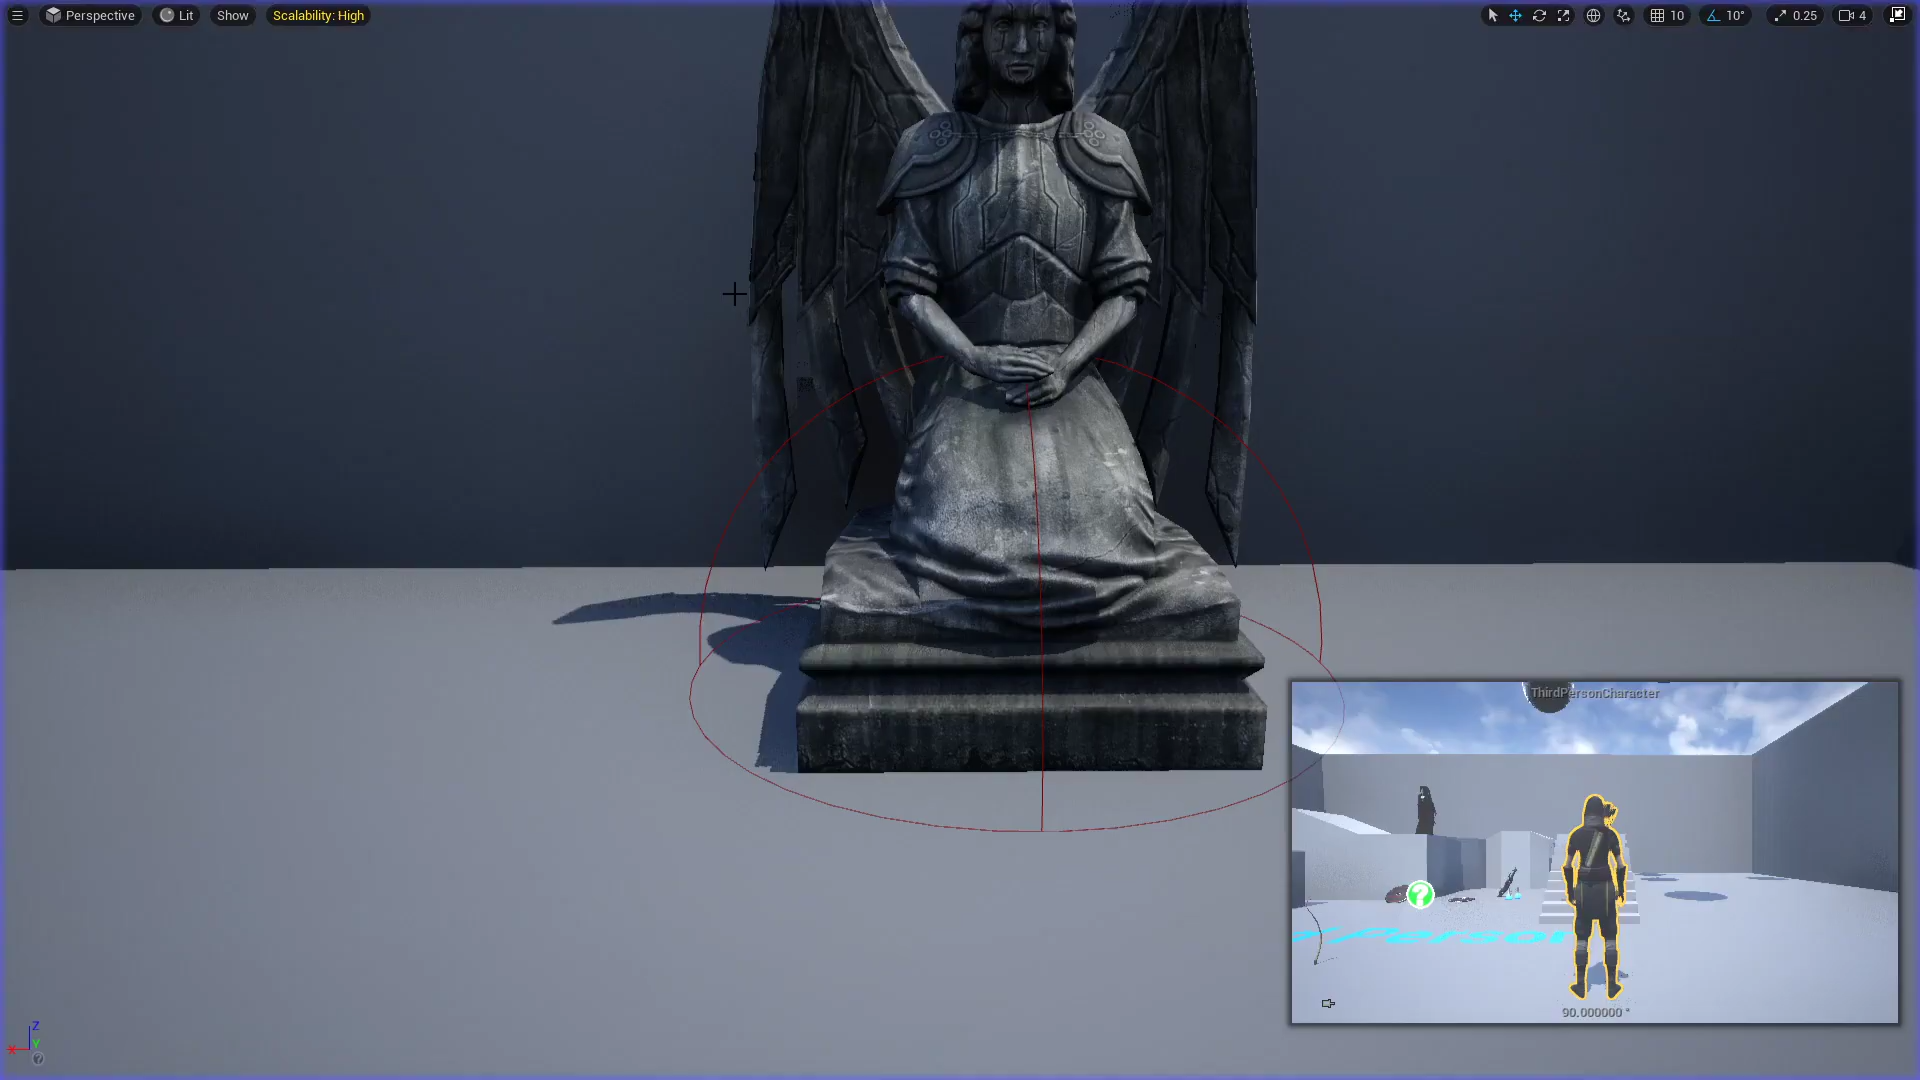 Perspective Lit Show Scalability: High 10 10° 0.25 4
ThirdPersonCharacter
?
90.000000 °
Z
X Y
?